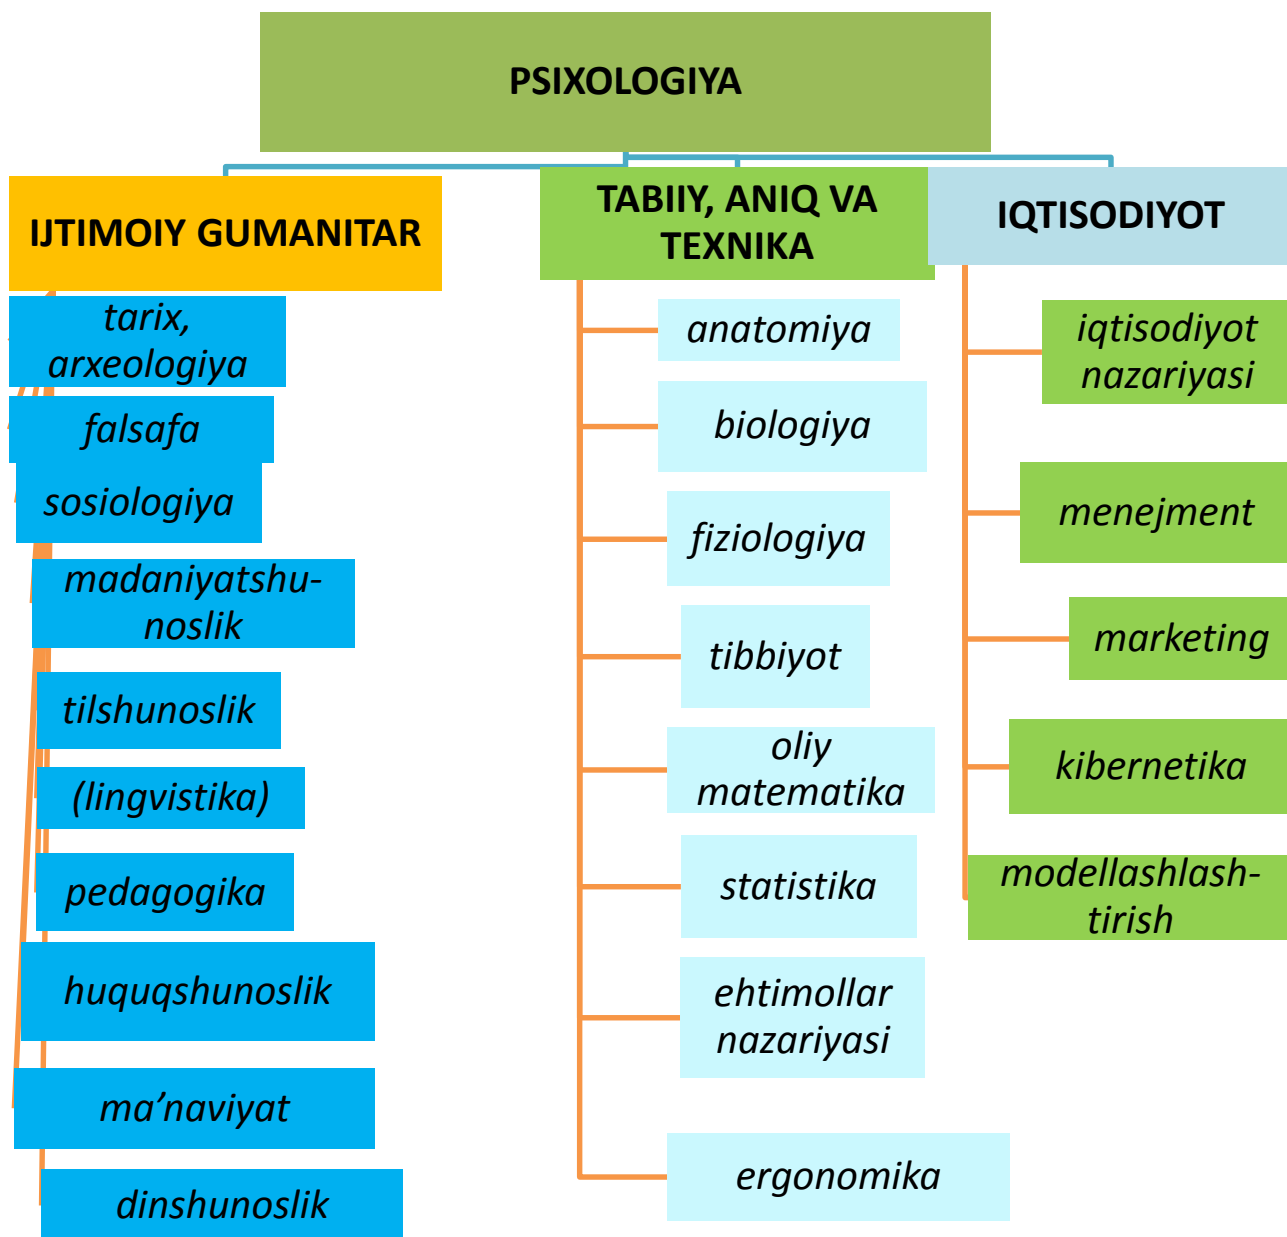 PSIXOLOGIYA
IJTIMOIY GUMANITAR
tarix,
arxeologiya
falsafa
sosiologiya
madaniyatshu-
noslik
tilshunoslik
(lingvistika)
pedagogika
huquqshunoslik
ma’naviyat
dinshunoslik
TABIIY, ANIQ VA
TEXNIKA
anatomiya
biologiya
fiziologiya
tibbiyot
oliy
matematika
statistika
ehtimollar
nazariyasi
ergonomika
IQTISODIYOT
iqtisodiyot
nazariyasi
menejment
marketing
kibernetika
modellashlash-
tirish